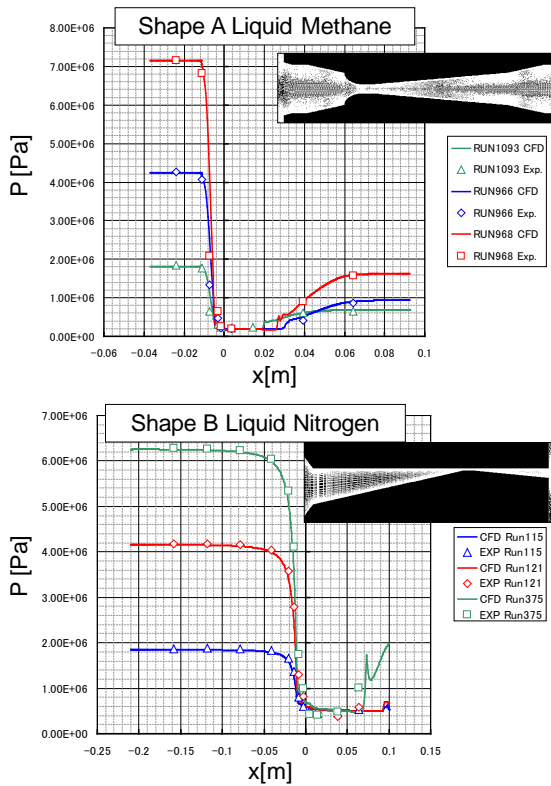 Shape A Liquid Methane
8.00E+06
7.00E+06
6.00E+06
5.00E+06
4.00E+06
3.00E+06
2.00E+06
1.00E+06
0.00E+00
P [Pa]
RUN1093 CFD
RUN1093 Exp.
RUN966 CFD
RUN966 Exp.
RUN968 CFD
RUN968 Exp.
-0.06 -0.04 -0.02 0 0.02 0.04 0.06 0.08 0.1
x[m]
Shape B Liquid Nitrogen
7.00E+06
6.00E+06
5.00E+06
4.00E+06
3.00E+06
2.00E+06
1.00E+06
0.00E+00
P [Pa]
CFD Run115
EXP Run115
CFD Run121
EXP Run121
CFD Run375
EXP Run375
-0.25 -0.2 -0.15 -0.1 -0.05 0 0.05 0.1 0.15
x[m]